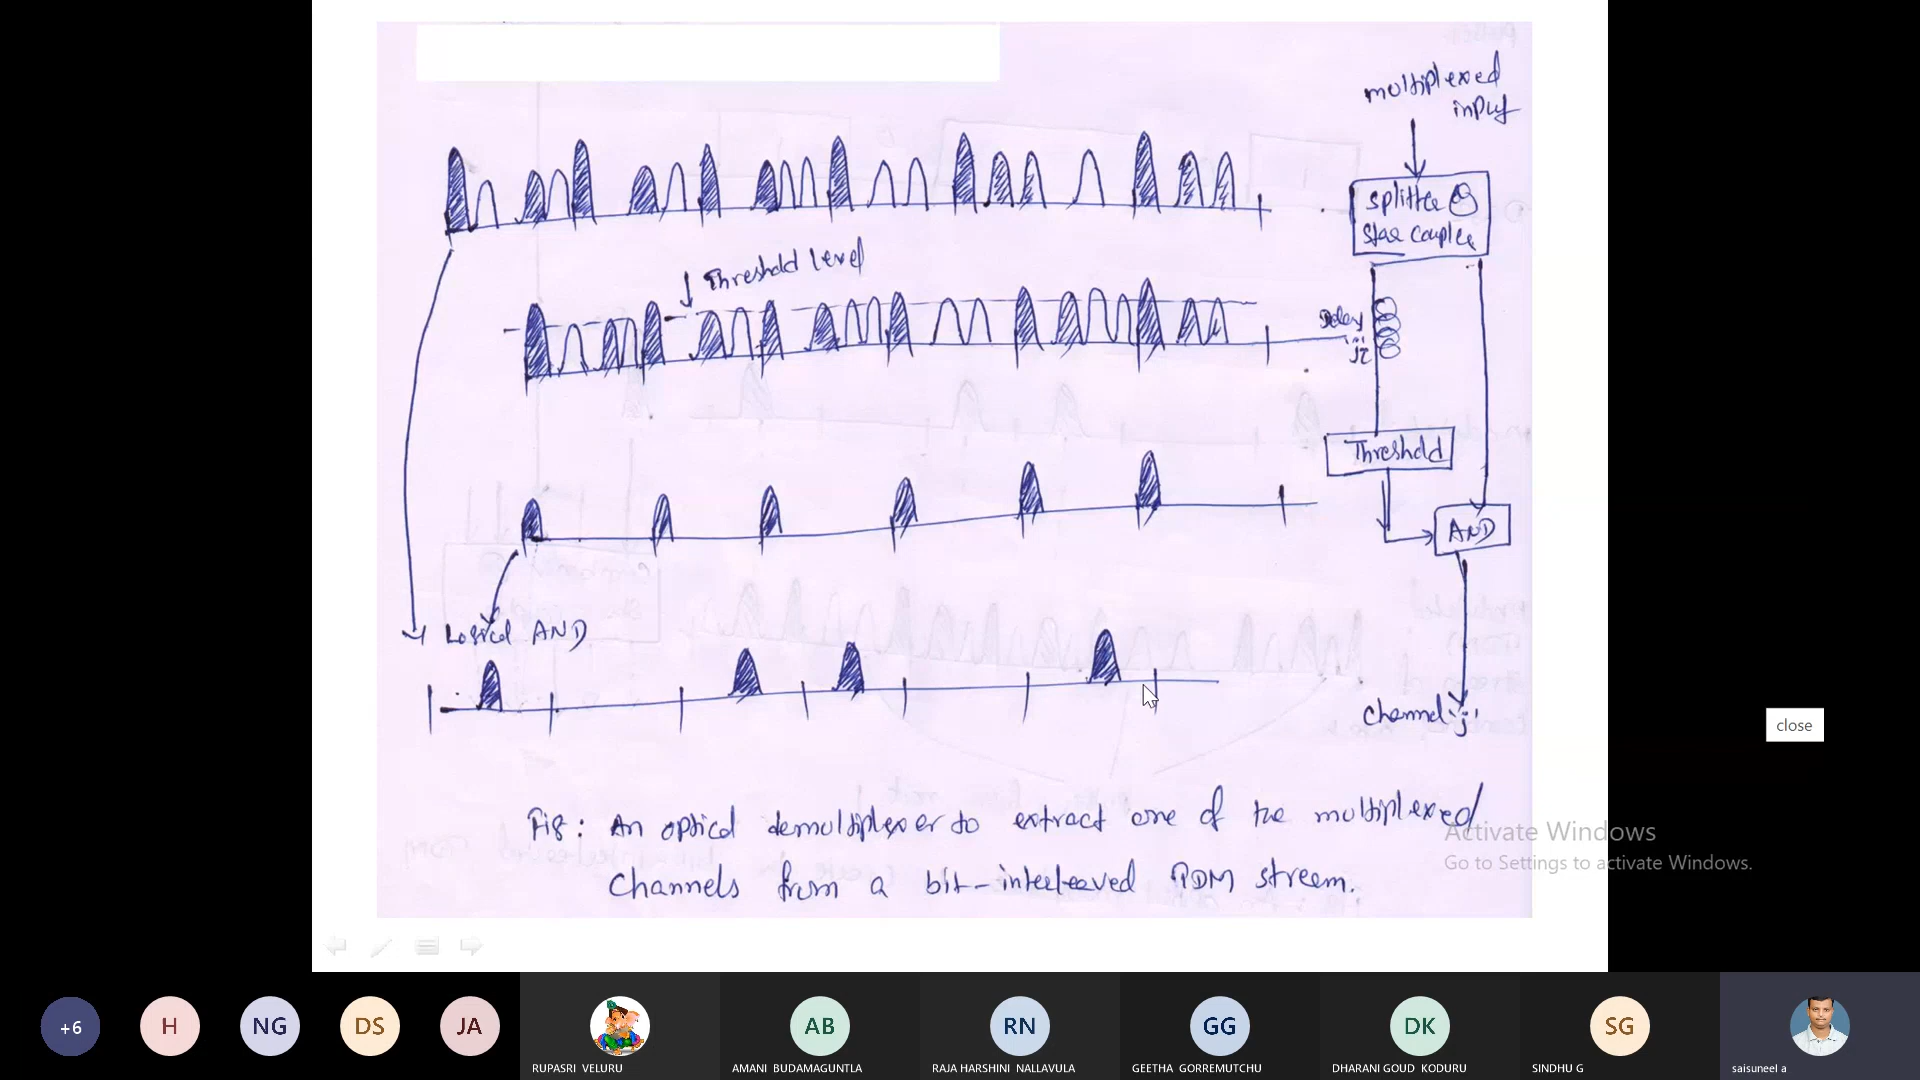 multiplexed
input
Splitter OR
Star Coupler
Threshold level
Delay
jτ
Threshold
AND
Logical AND
Channel 'j'
Fig: An optical demultiplexer to extract one of the multiplexed
Channels from a bit-interleaved TDM stream.
close
Activate Windows
Go to Settings to activate Windows.
+6
H
NG
DS
JA
AB
RN
GG
DK
SG
RUPASRI VELURU
AMANI BUDAMAGUNTLA
RAJA HARSHINI NALLAVULA
GEETHA GORREMUTCHU
DHARANI GOUD KODURU
SINDHU G
saisuneel a